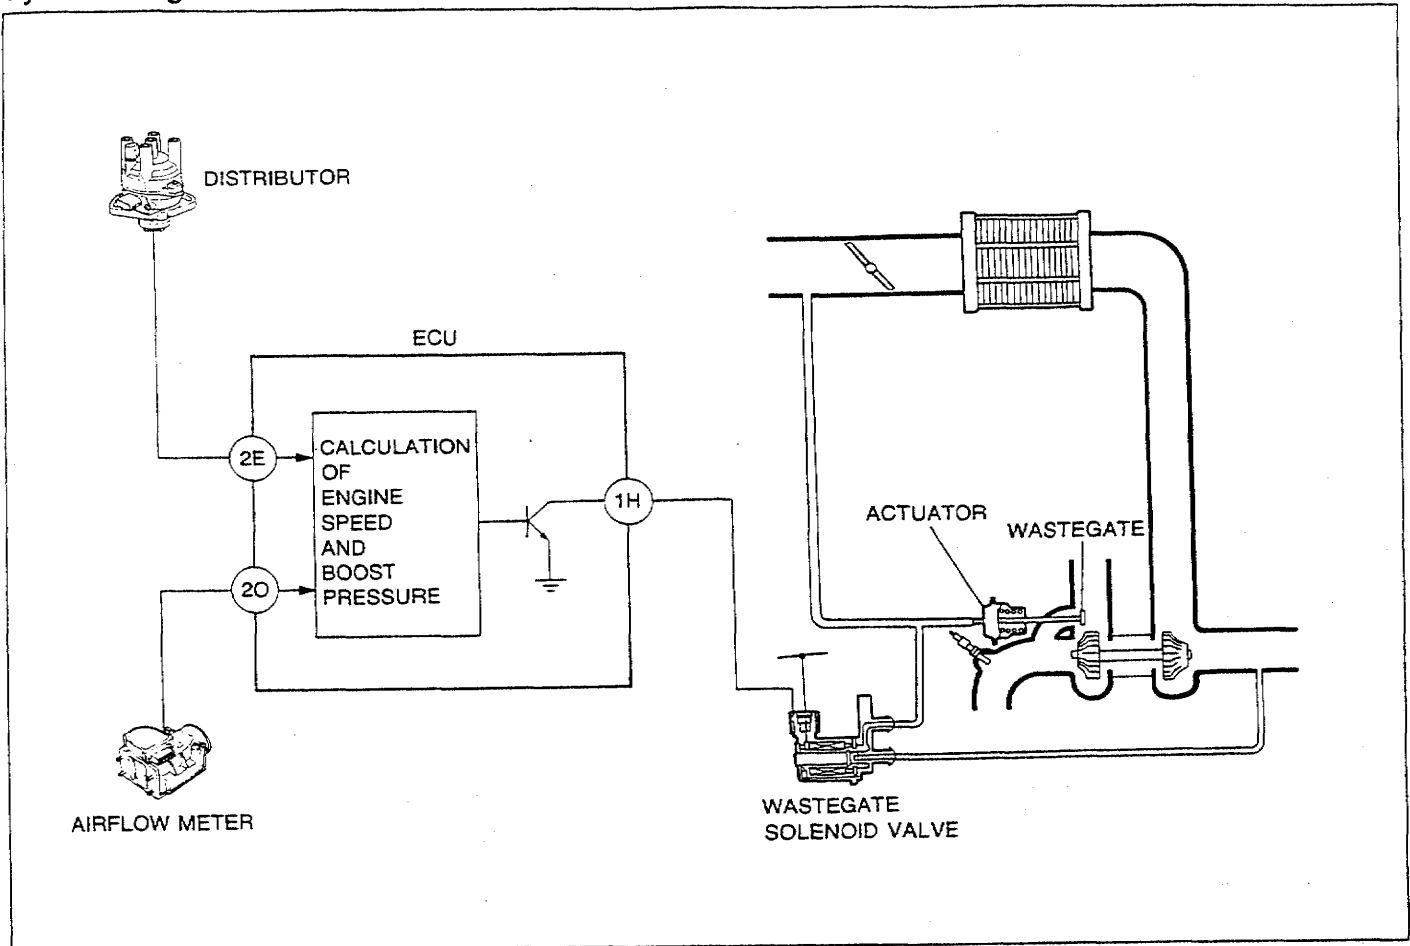 DISTRIBUTOR
ECU
2E
CALCULATION
OF
ENGINE
SPEED
AND
BOOST
PRESSURE
1H
2O
ACTUATOR
WASTEGATE
AIRFLOW METER
WASTEGATE
SOLENOID VALVE